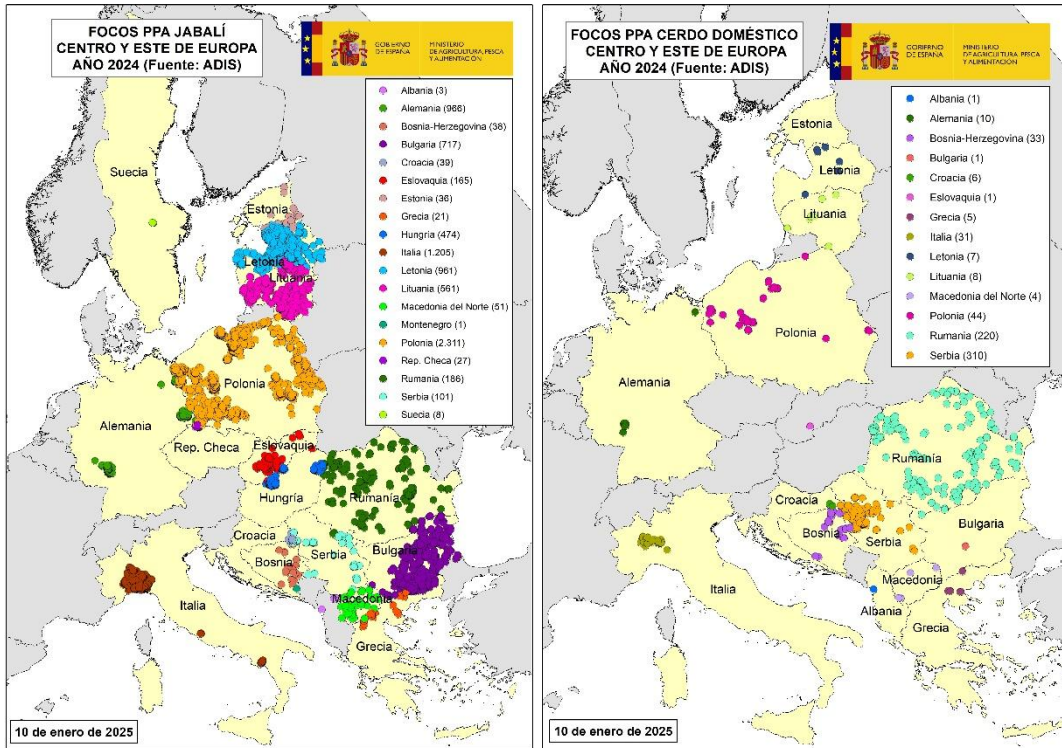 FOCOS PPA JABALÍ
CENTRO Y ESTE DE EUROPA
AÑO 2024 (Fuente: ADIS)
GOBIERNO
DE ESPAÑA
MINISTERIO
DE AGRICULTURA, PESCA
Y ALIMENTACIÓN
Albania (3)
Alemania (966)
Bosnia-Herzegovina (38)
Bulgaria (717)
Croacia (39)
Eslovaquia (165)
Estonia (36)
Grecia (21)
Hungría (474)
Italia (1.205)
Letonia (961)
Lituania (561)
Macedonia del Norte (51)
Montenegro (1)
Polonia (2.311)
Rep. Checa (27)
Rumania (186)
Serbia (101)
Suecia (8)
Suecia
Estonia
Letonia
Lituania
Polonia
Alemania
Rep. Checa
Eslovaquia
Hungría
Rumanía
Croacia
Bosnia
Serbia
Bulgaria
Macedonia
Italia
Grecia
10 de enero de 2025
FOCOS PPA CERDO DOMÉSTICO
CENTRO Y ESTE DE EUROPA
AÑO 2024 (Fuente: ADIS)
GOBIERNO
DE ESPAÑA
MINISTERIO
DE AGRICULTURA, PESCA
Y ALIMENTACIÓN
Albania (1)
Alemania (10)
Bosnia-Herzegovina (33)
Bulgaria (1)
Croacia (6)
Eslovaquia (1)
Grecia (5)
Italia (31)
Letonia (7)
Lituania (8)
Macedonia del Norte (4)
Polonia (44)
Rumania (220)
Serbia (310)
Estonia
Letonia
Lituania
Polonia
Alemania
Rumanía
Croacia
Bosnia
Serbia
Bulgaria
Macedonia
Albania
Italia
Grecia
10 de enero de 2025